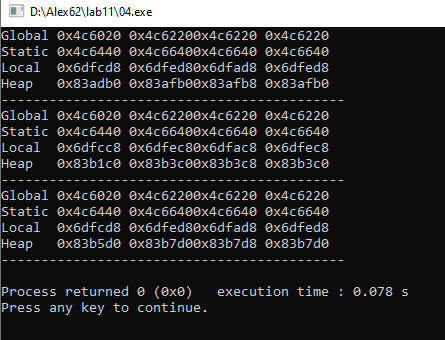 D:\Alex62\lab11\04.exe
Global 0x4c6020 0x4c62200x4c6220 0x4c6220
Static 0x4c6440 0x4c66400x4c6440 0x4c6640
Local  0x6dfcd8 0x6dfed80x6dfad8 0x6dfed8
Heap   0x83adb0 0x83afb00x83afb8 0x83afb0
-------------------------------------------
Global 0x4c6020 0x4c62200x4c6220 0x4c6220
Static 0x4c6440 0x4c66400x4c6640 0x4c6640
Local  0x6dfcc8 0x6dfec80x6dfac8 0x6dfec8
Heap   0x83b1c0 0x83b3c00x83b3c8 0x83b3c0
-------------------------------------------
Global 0x4c6020 0x4c62200x4c6220 0x4c6220
Static 0x4c6440 0x4c66400x4c6640 0x4c6640
Local  0x6dfcd8 0x6dfed80x6dfad8 0x6dfed8
Heap   0x83b5d0 0x83b7d00x83b7d8 0x83b7d0
-------------------------------------------
Process returned 0 (0x0)   execution time : 0.078 s
Press any key to continue.